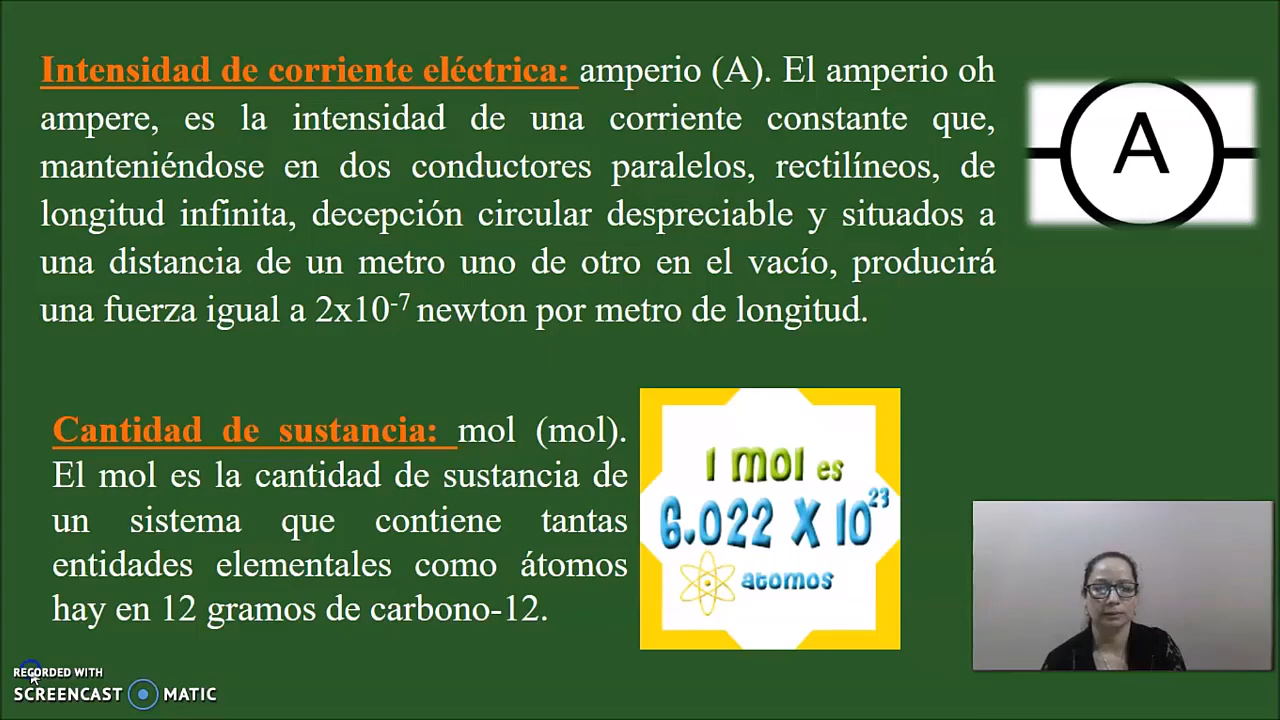 Intensidad de corriente eléctrica: amperio (A). El amperio oh
ampere, es la intensidad de una corriente constante que,
manteniéndose en dos conductores paralelos, rectilíneos, de
longitud infinita, decepción circular despreciable y situados a
una distancia de un metro uno de otro en el vacío, producirá
una fuerza igual a 2x10⁻⁷ newton por metro de longitud.
A
Cantidad de sustancia: mol (mol).
El mol es la cantidad de sustancia de
un sistema que contiene tantas
entidades elementales como átomos
hay en 12 gramos de carbono-12.
1 mol es
6.022 X 10²³
atomos
RECORDED WITH
SCREENCAST MATIC